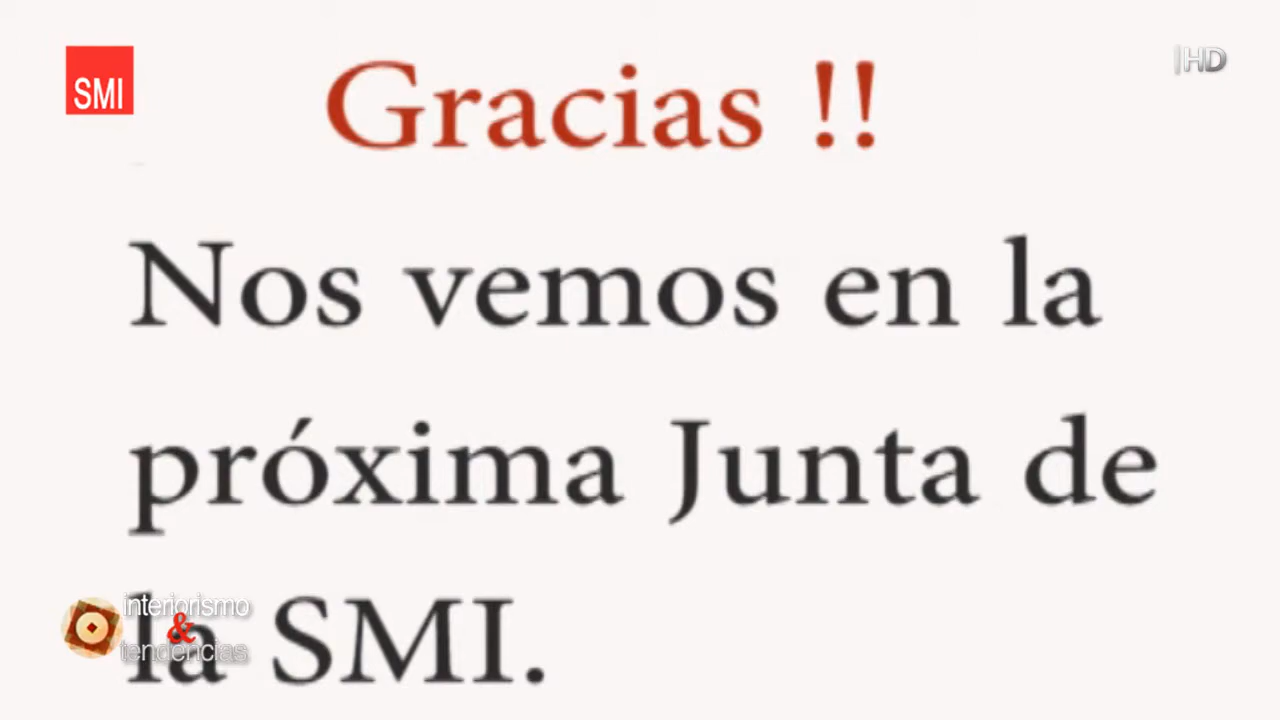 SMI
HD
Gracias !!
Nos vemos en la
próxima Junta de
la SMI.
interiorismo
&
tendencias